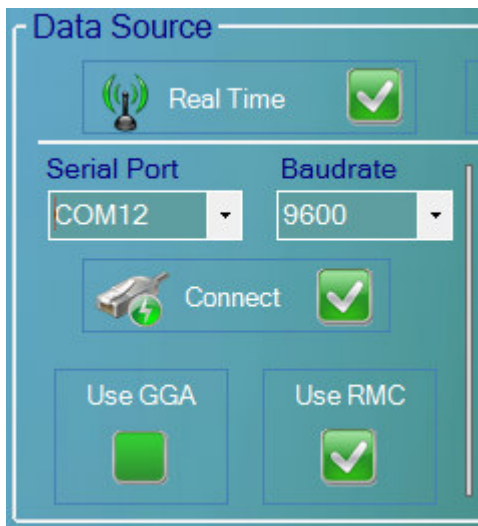 Data Source
Real Time
Serial Port Baudrate
COM12 9600
Connect
Use GGA Use RMC